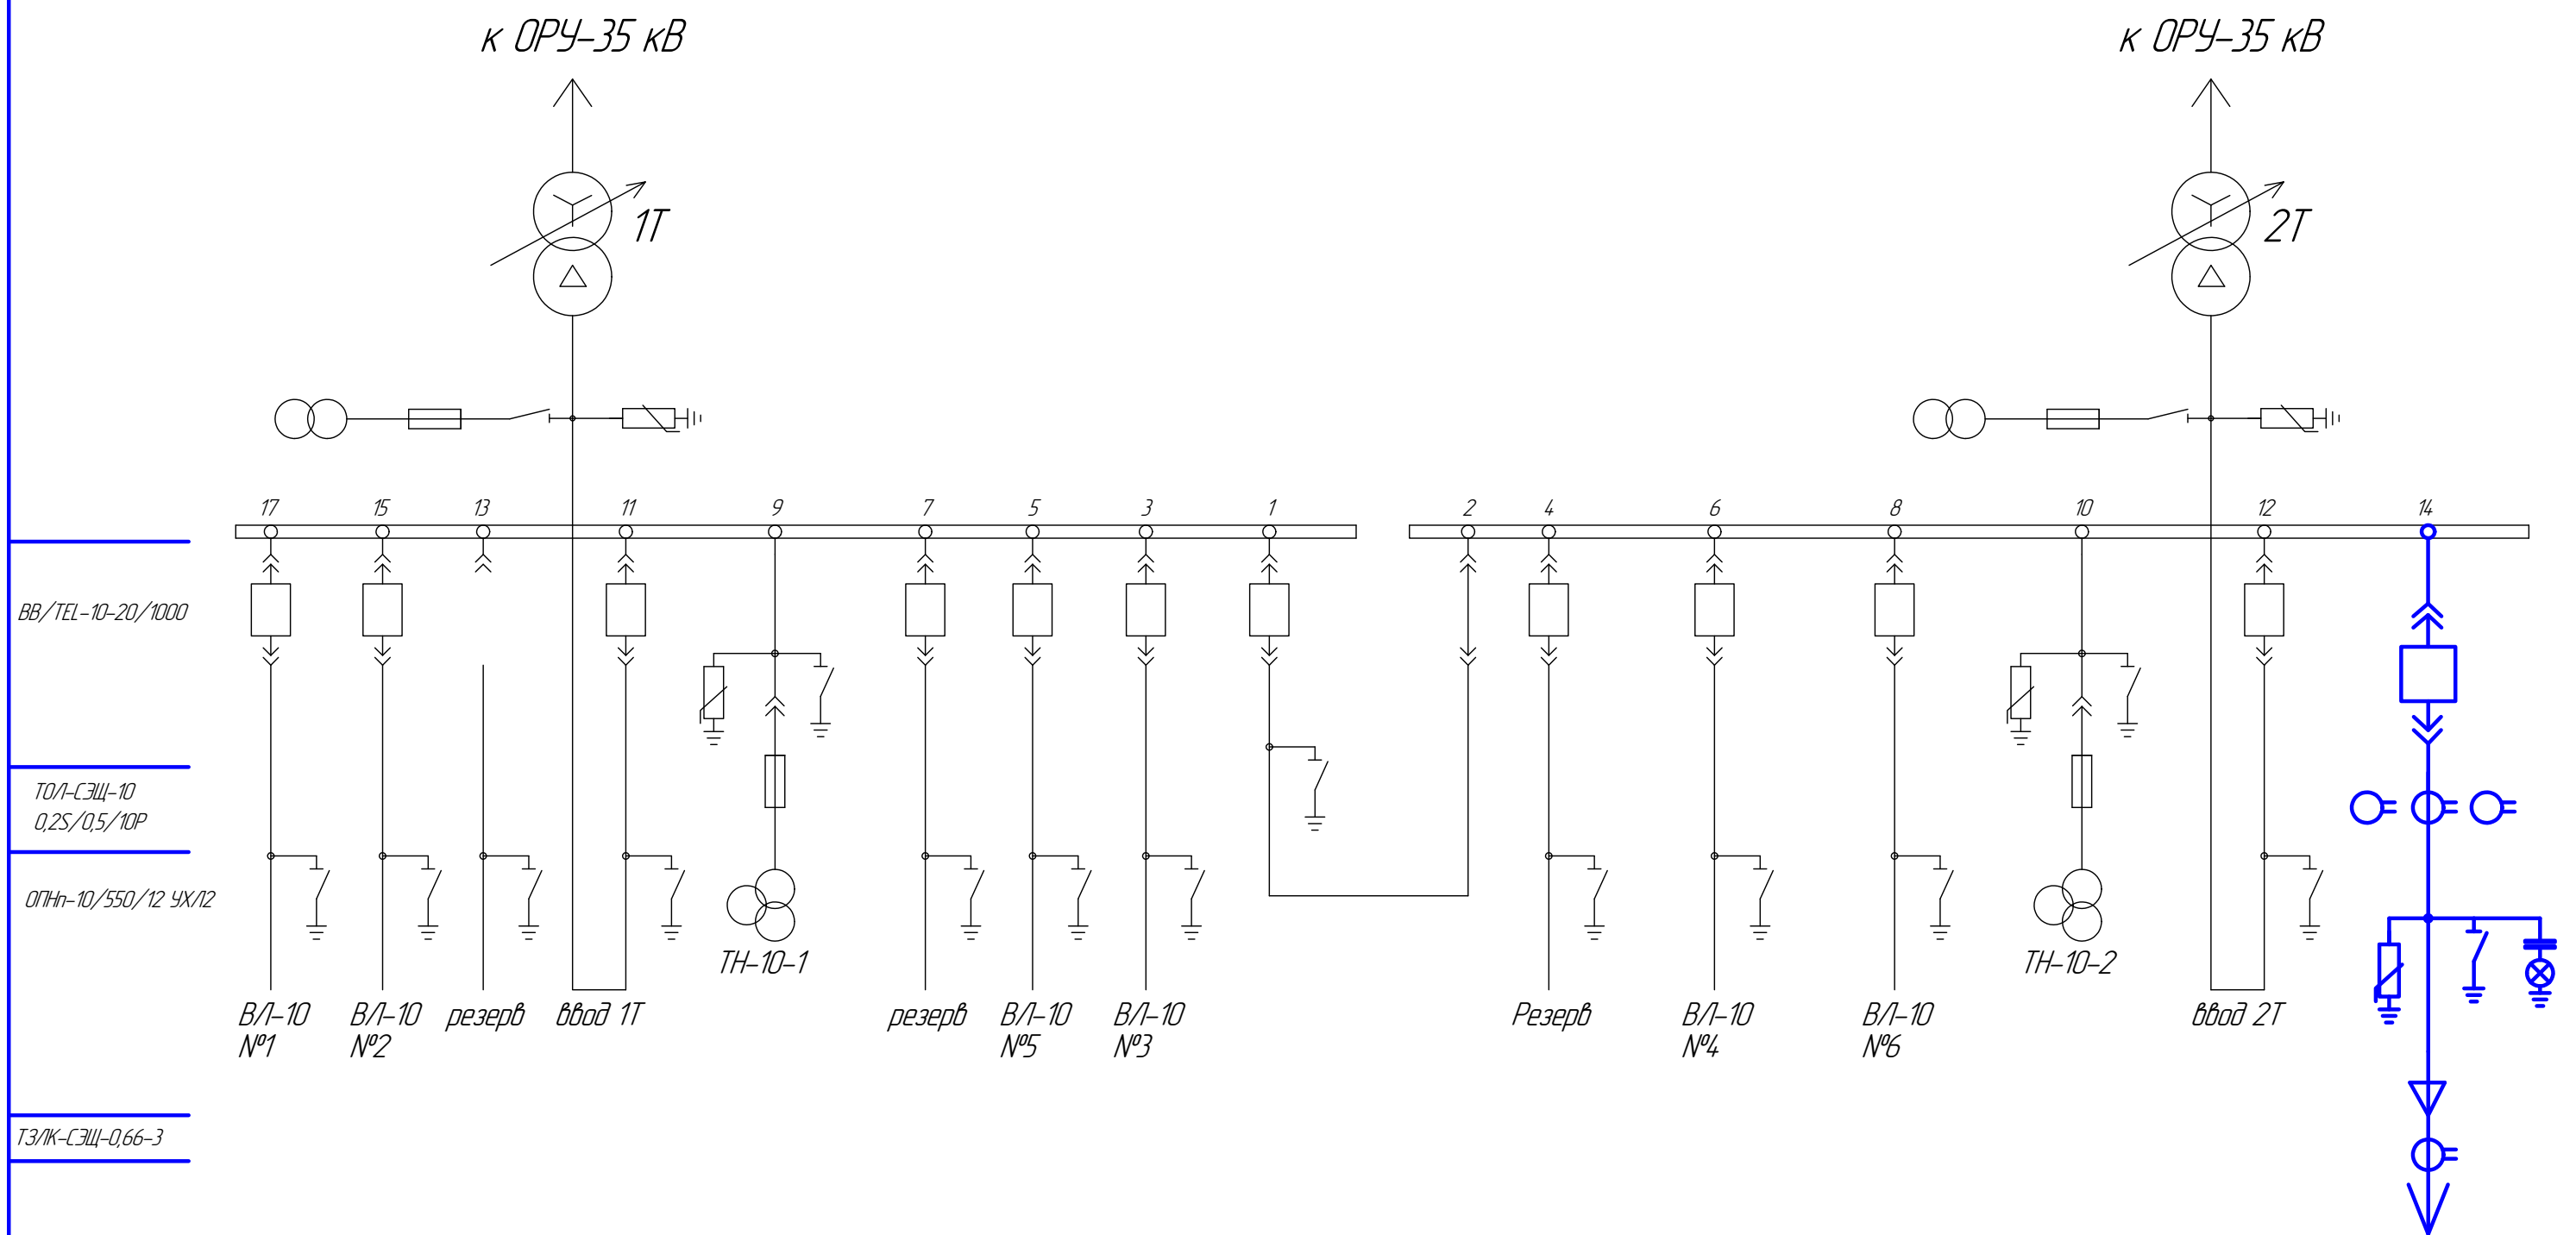 к ОРУ-35 кВ
к ОРУ-35 кВ
1Т
2Т
17 15 13 11 9 7 5 3 1 2 4 6 8 10 12 14
ВВ/TEL-10-20/1000
ТОЛ-СЭЩ-10
0,2S/0,5/10Р
ОПНп-10/550/12 УХЛ2
ТН-10-1
ТН-10-2
ВЛ-10
№1
ВЛ-10
№2
резерв
ввод 1Т
резерв
ВЛ-10
№5
ВЛ-10
№3
Резерв
ВЛ-10
№4
ВЛ-10
№6
ввод 2Т
ТЗЛК-СЭЩ-0,66-3